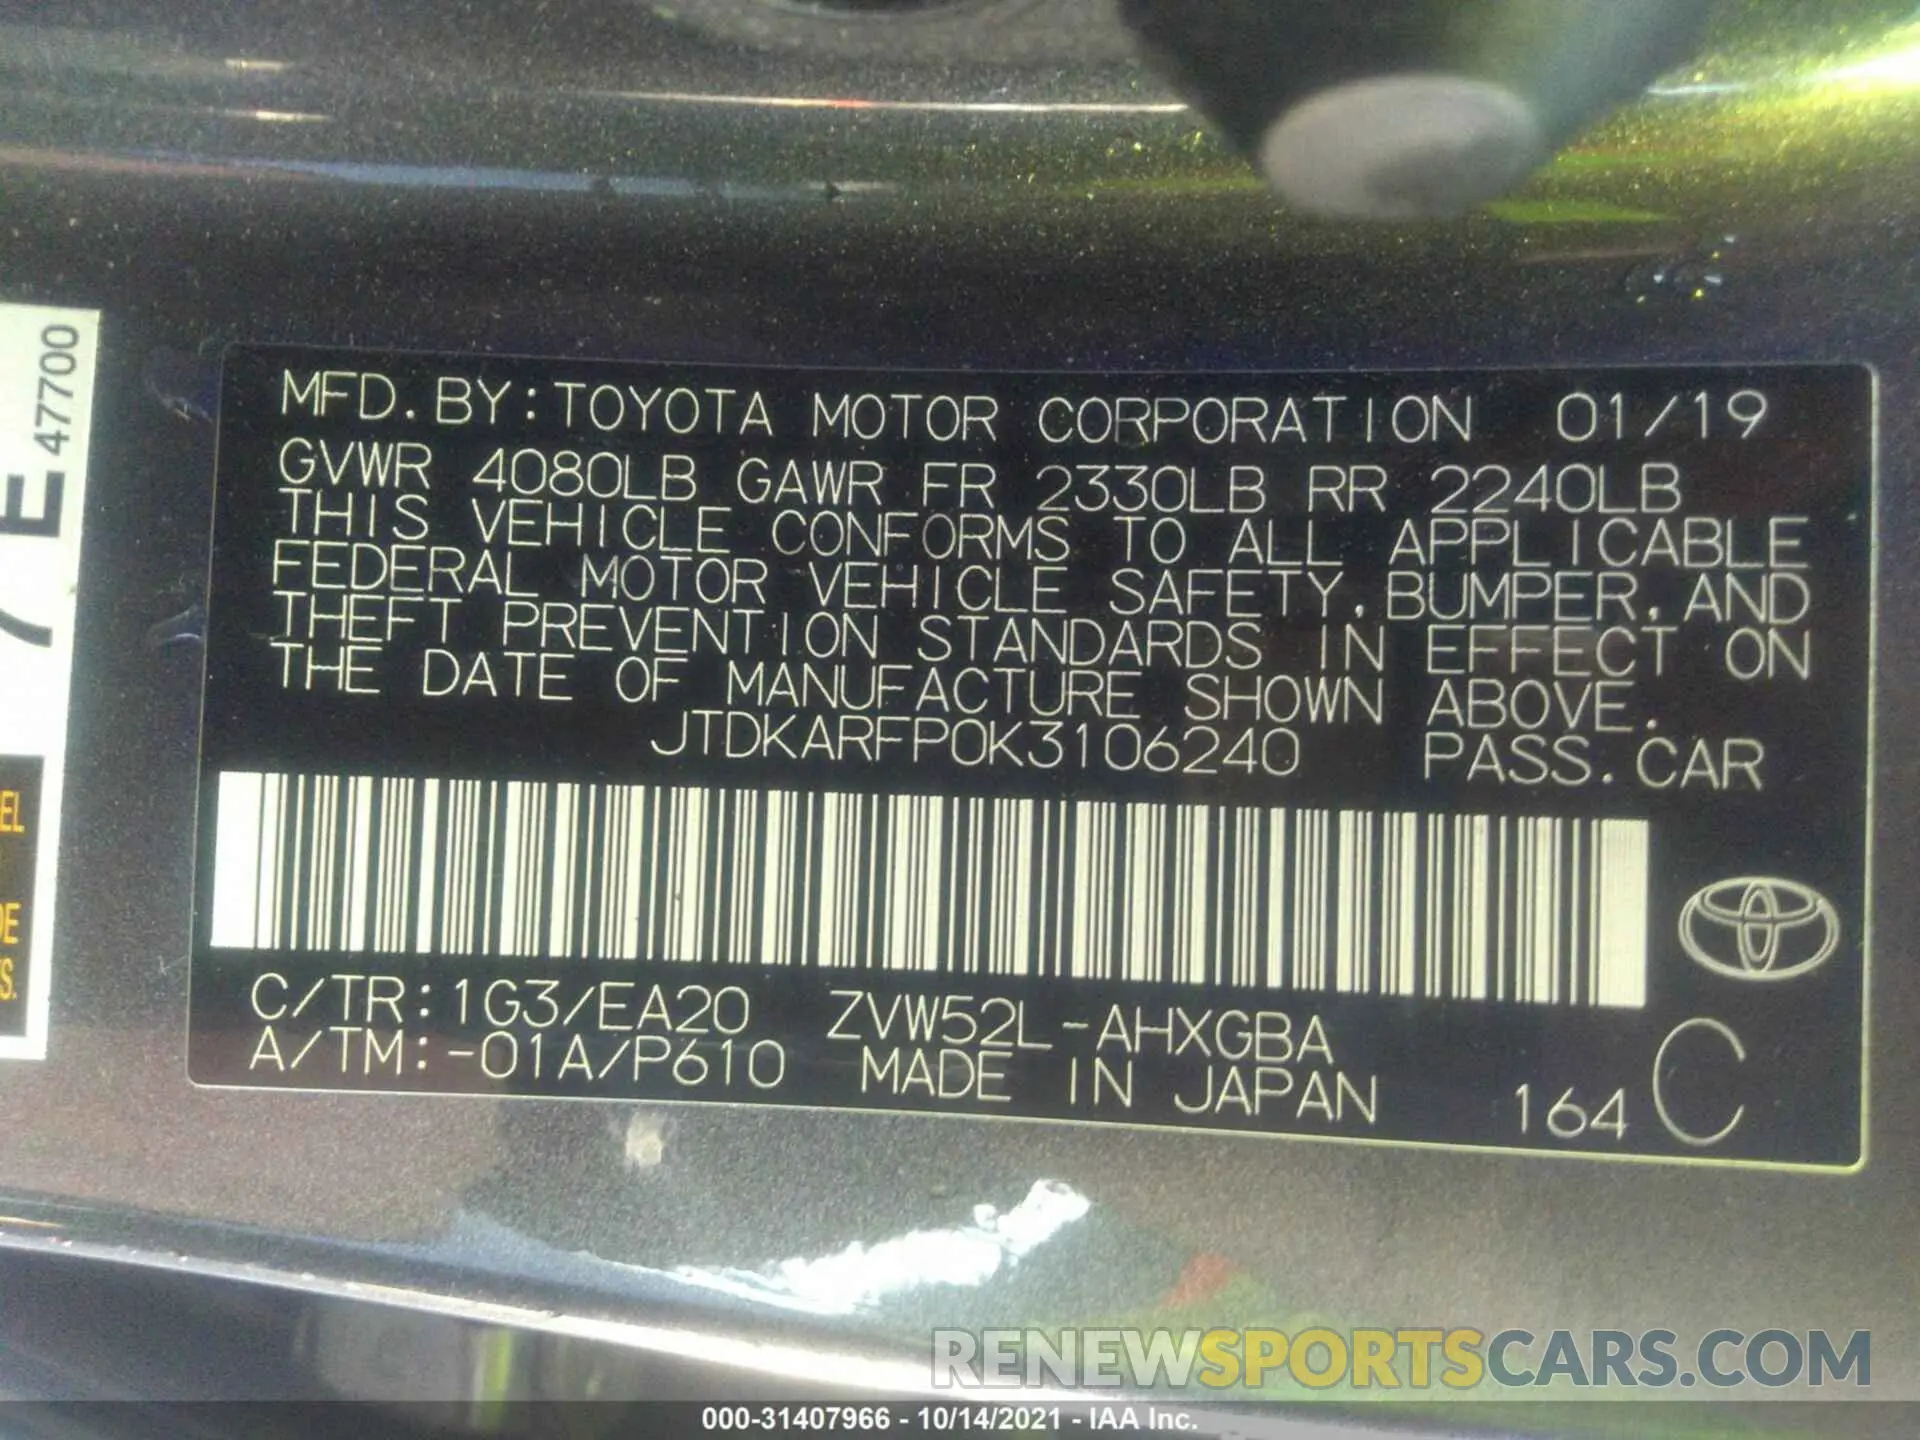 MFD. BY: TOYOTA MOTOR CORPORATION 01/19
GVWR 4080LB GAWR FR 2330LB RR 2240LB
THIS VEHICLE CONFORMS TO ALL APPLICABLE
FEDERAL MOTOR VEHICLE SAFETY, BUMPER, AND
THEFT PREVENTION STANDARDS IN EFFECT ON
THE DATE OF MANUFACTURE SHOWN ABOVE.
JTDKARFP0K3106240 PASS. CAR
C/TR: 1G3/EA20 ZVW52L-AHXGBA
A/TM: -01A/P610 MADE IN JAPAN
164 C
47700
7E
RENEWSPORTSCARS.COM
000-31407966 - 10/14/2021 - IAA Inc.